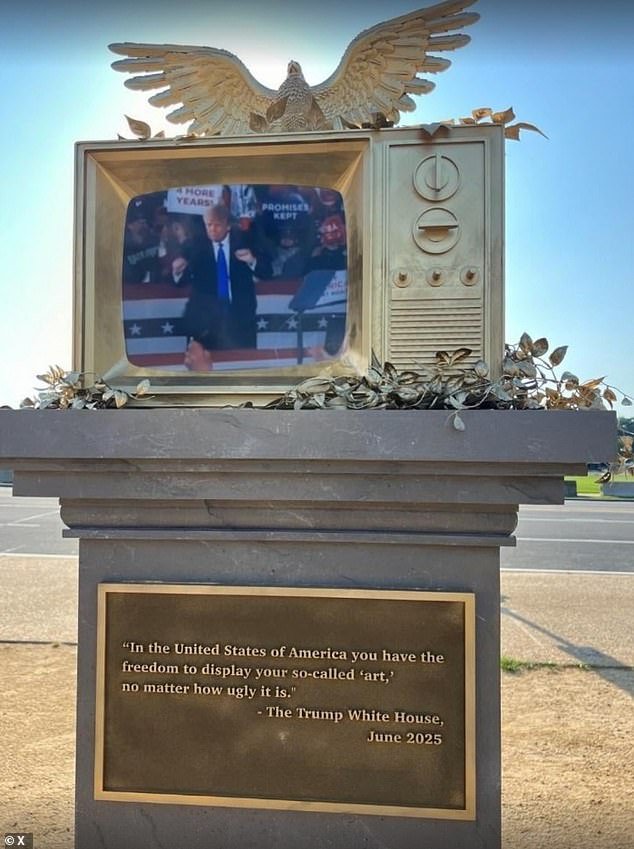 4 MORE
YEARS!
PROMISES
KEPT
“In the United States of America you have the
freedom to display your so-called ‘art,’
no matter how ugly it is."
- The Trump White House,
June 2025
© X